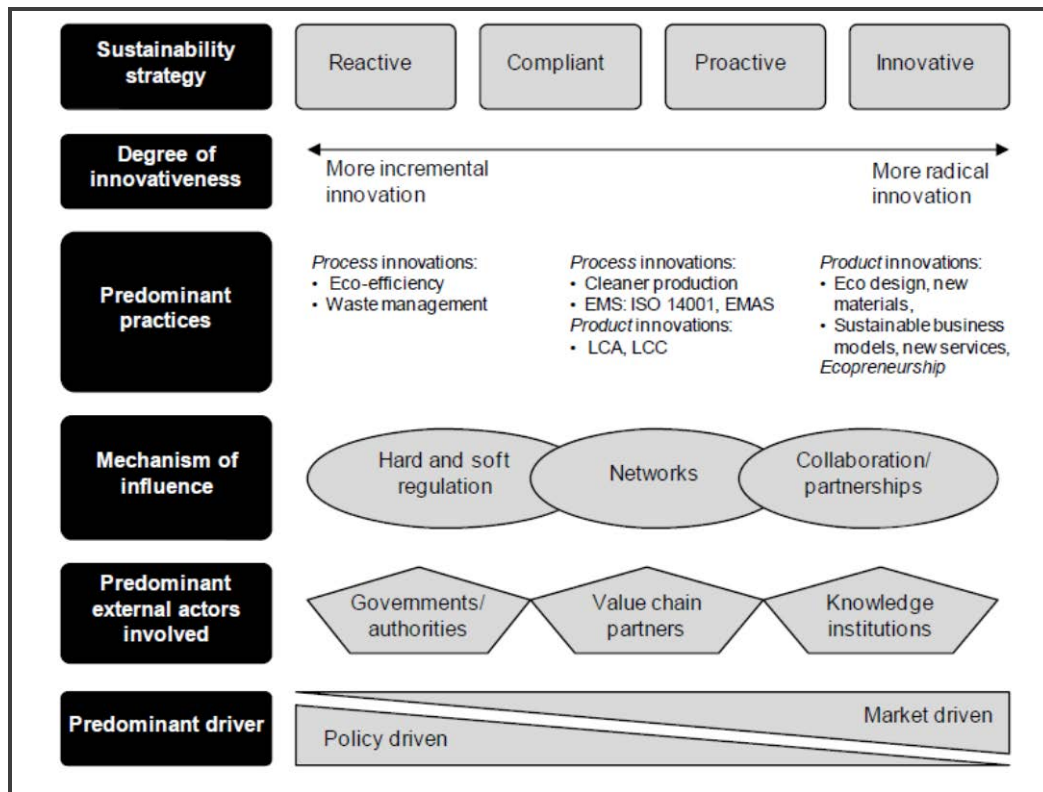 Sustainability
strategy
Reactive
Compliant
Proactive
Innovative
Degree of
innovativeness
More incremental
innovation
More radical
innovation
Predominant
practices
Process innovations:
• Eco-efficiency
• Waste management
Process innovations:
• Cleaner production
• EMS: ISO 14001, EMAS
Product innovations:
• LCA, LCC
Product innovations:
• Eco design, new
materials,
• Sustainable business
models, new services,
Ecopreneurship
Mechanism of
influence
Hard and soft
regulation
Networks
Collaboration/
partnerships
Predominant
external actors
involved
Governments/
authorities
Value chain
partners
Knowledge
institutions
Predominant driver
Policy driven
Market driven